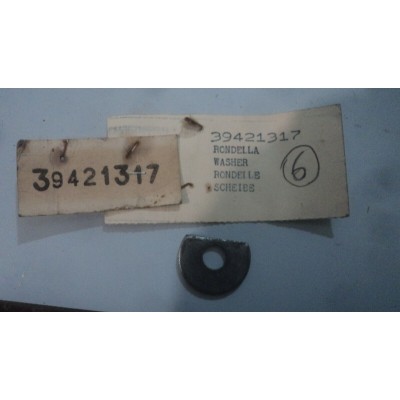 39421317
39421317
RONDELLA
WASHER
RONDELLE
SCHEIBE
6